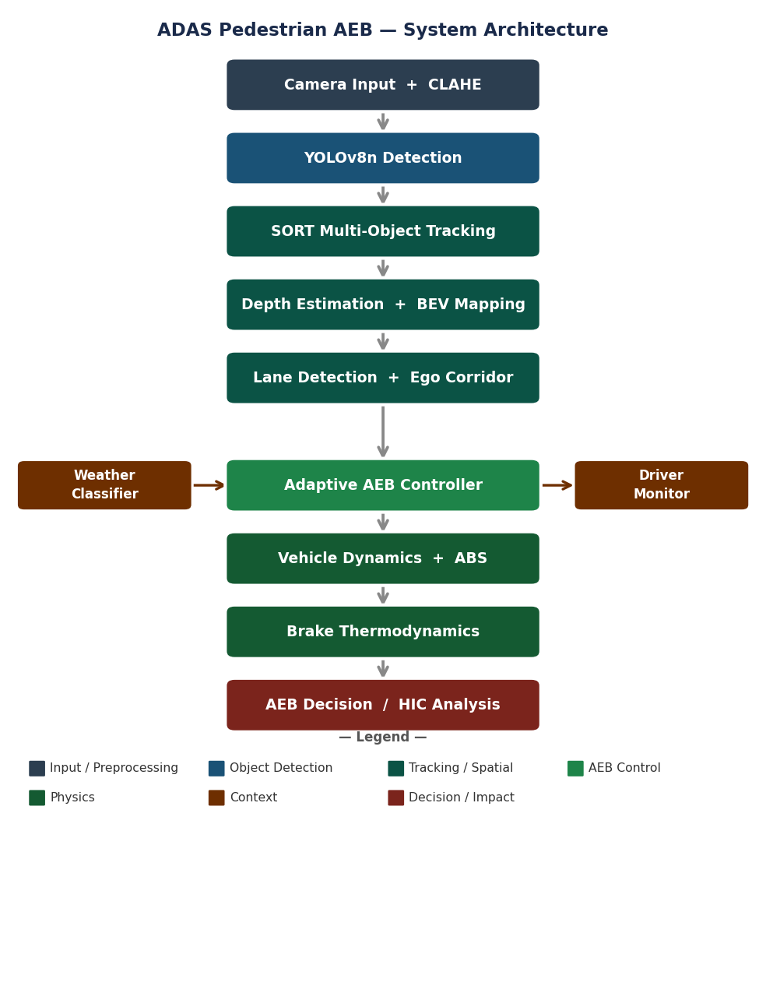 ADAS Pedestrian AEB — System Architecture
Camera Input + CLAHE
YOLOv8n Detection
SORT Multi-Object Tracking
Depth Estimation + BEV Mapping
Lane Detection + Ego Corridor
Weather
Classifier
Adaptive AEB Controller
Driver
Monitor
Vehicle Dynamics + ABS
Brake Thermodynamics
AEB Decision / HIC Analysis
— Legend —
Input / Preprocessing
Object Detection
Tracking / Spatial
AEB Control
Physics
Context
Decision / Impact